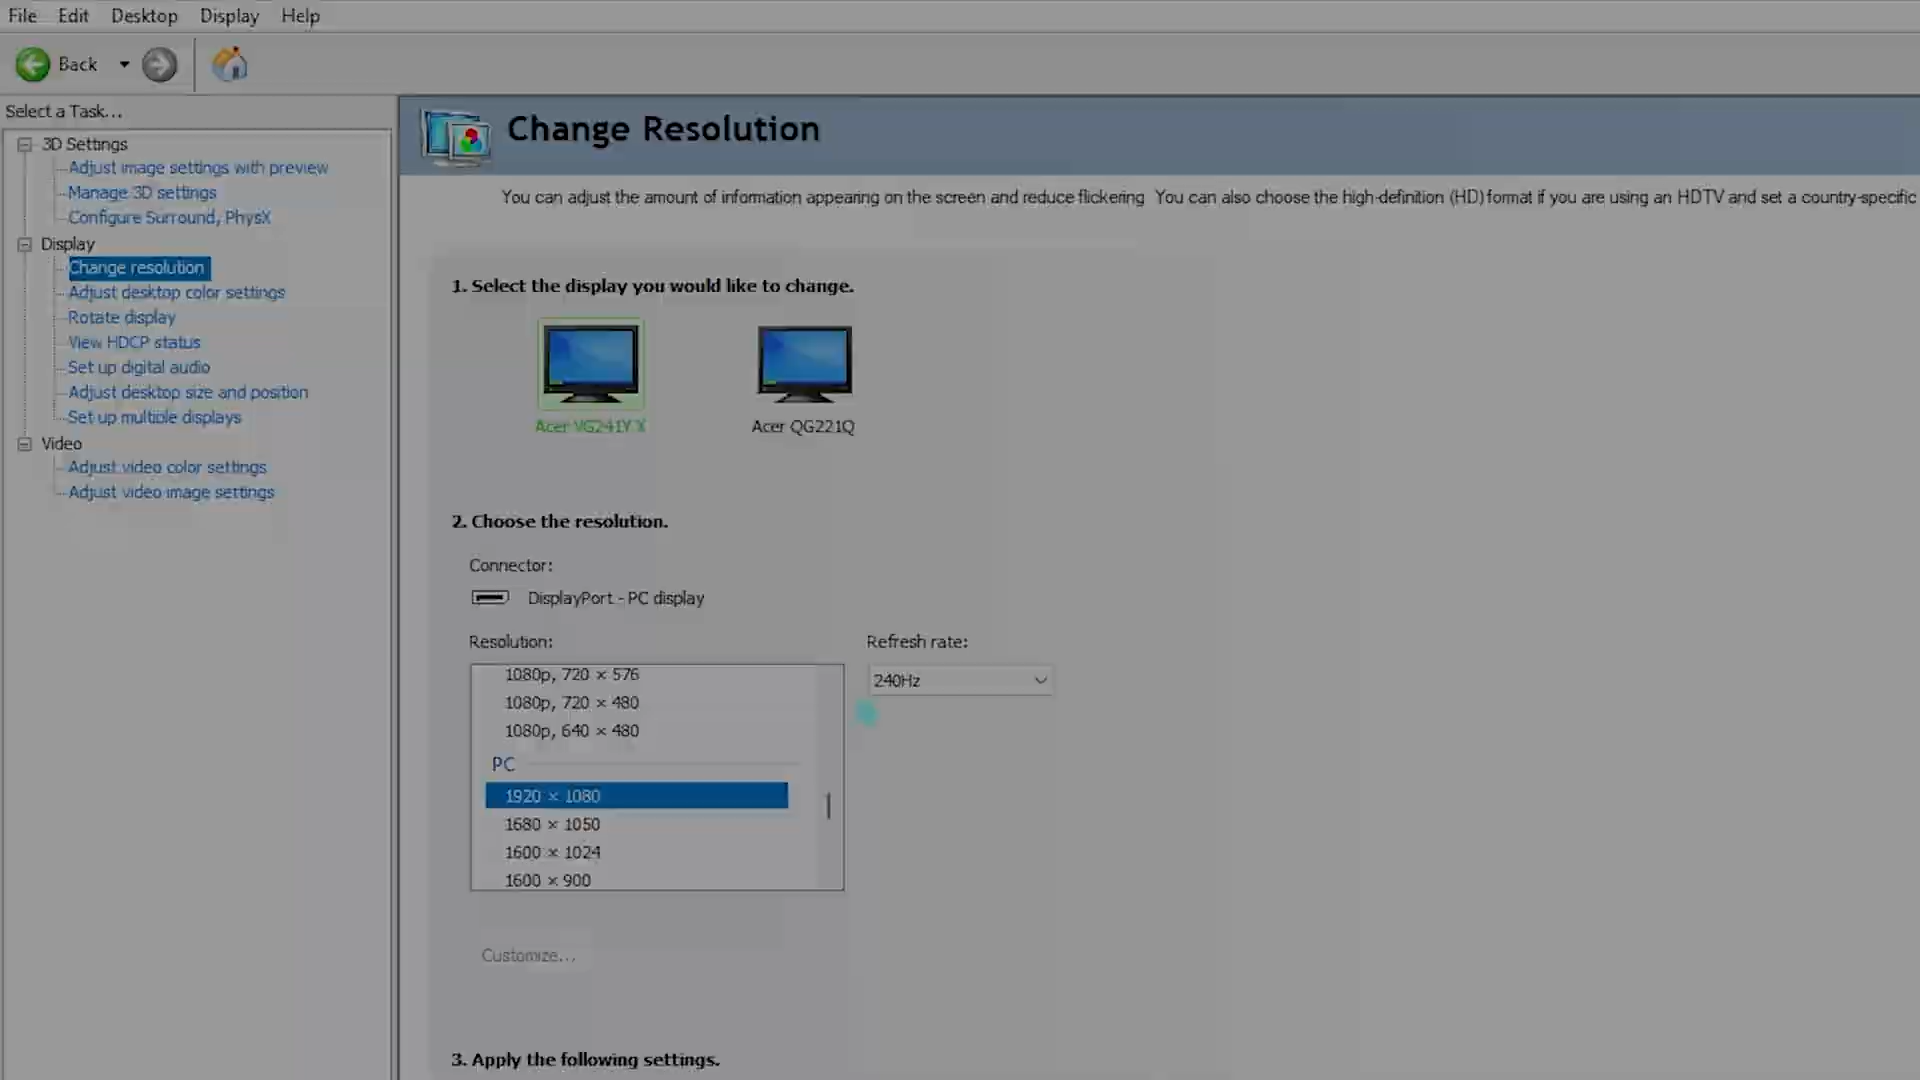 File Edit Desktop Display Help
Back
Select a Task...
3D Settings
Adjust image settings with preview
Manage 3D settings
Configure Surround, PhysX
Display
Change resolution
Adjust desktop color settings
Rotate display
View HDCP status
Set up digital audio
Adjust desktop size and position
Set up multiple displays
Video
Adjust video color settings
Adjust video image settings
Change Resolution
You can adjust the amount of information appearing on the screen and reduce flickering You can also choose the high-definition (HD) format if you are using an HDTV and set a country-specific
1. Select the display you would like to change.
Acer VG241Y X
Acer QG221Q
2. Choose the resolution.
Connector:
DisplayPort - PC display
Resolution:
Refresh rate:
1080p, 720 × 576
1080p, 720 × 480
1080p, 640 × 480
PC
1920 × 1080
1680 × 1050
1600 × 1024
1600 × 900
240Hz
Customize...
3. Apply the following settings.